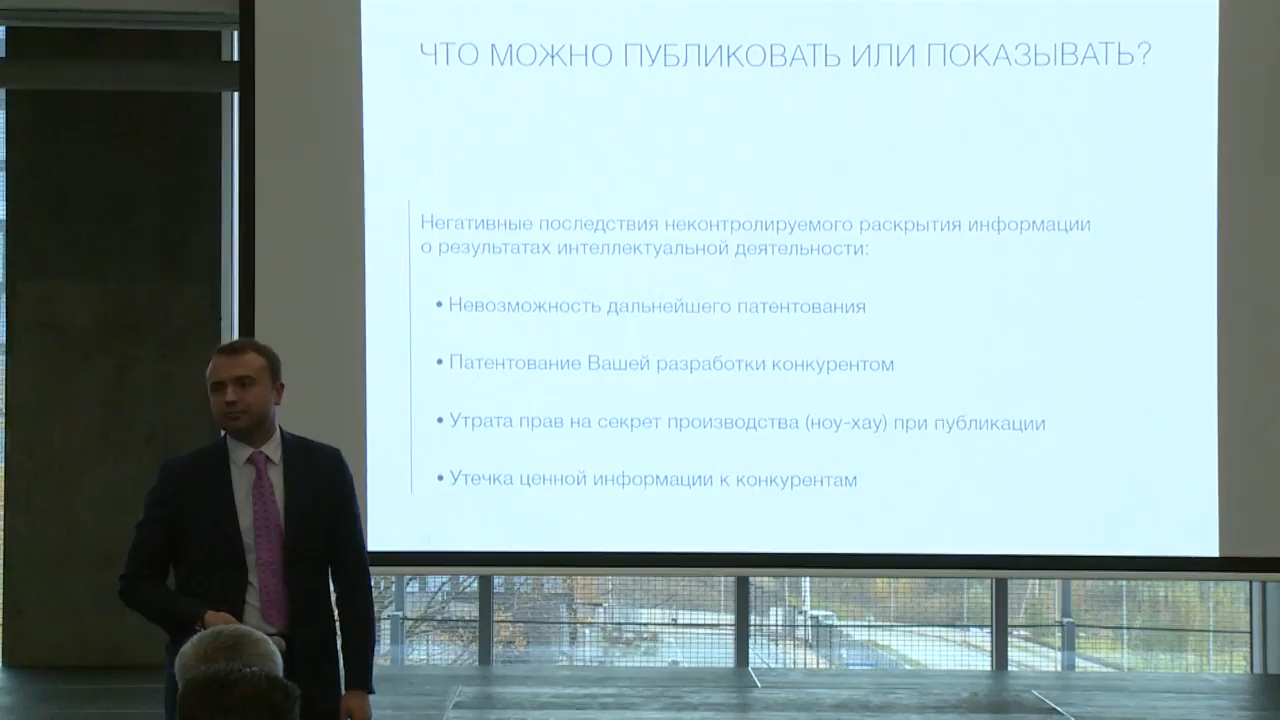 ЧТО МОЖНО ПУБЛИКОВАТЬ ИЛИ ПОКАЗЫВАТЬ?
Негативные последствия неконтролируемого раскрытия информации
о результатах интеллектуальной деятельности:
• Невозможность дальнейшего патентования
• Патентование Вашей разработки конкурентом
• Утрата прав на секрет производства (ноу-хау) при публикации
• Утечка ценной информации к конкурентам